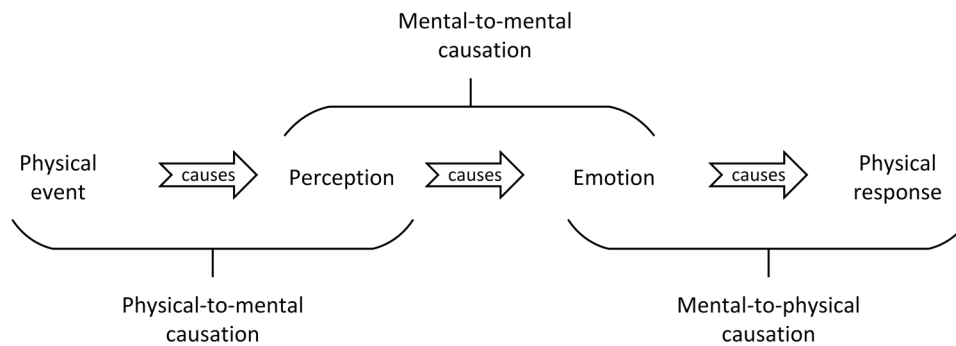 Mental-to-mental
causation
Physical
event
causes
Perception
causes
Emotion
causes
Physical
response
Physical-to-mental
causation
Mental-to-physical
causation